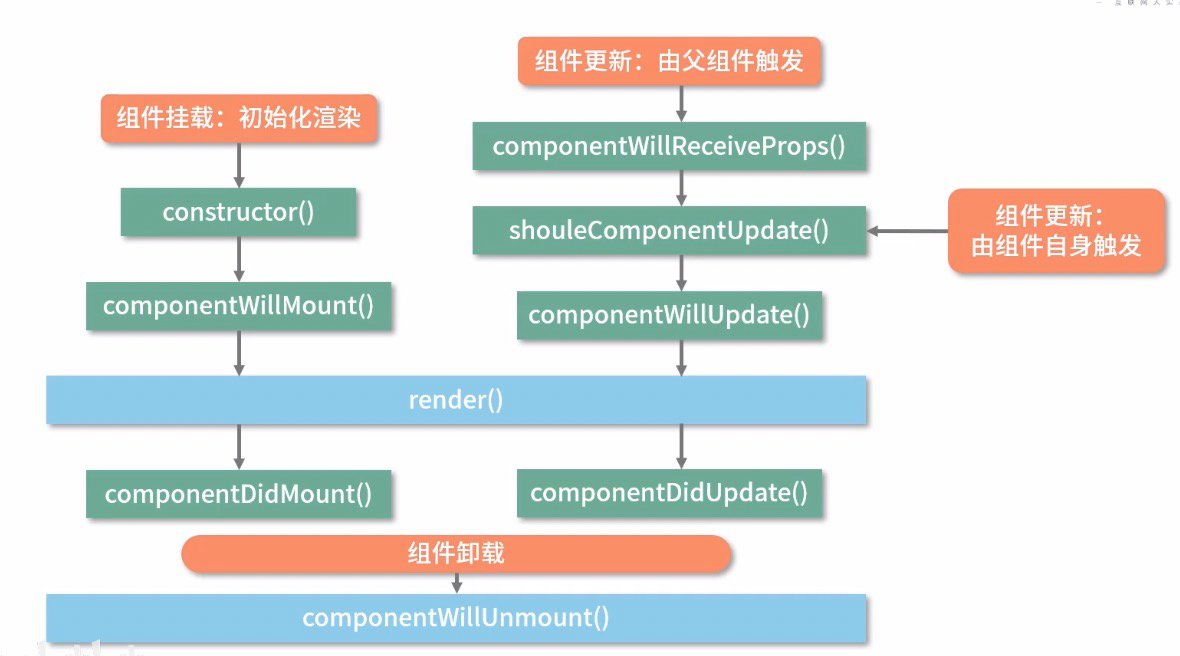 组件更新：由父组件触发
组件挂载：初始化渲染
componentWillReceiveProps()
constructor()
shouleComponentUpdate()
组件更新：
由组件自身触发
componentWillMount()
componentWillUpdate()
render()
componentDidMount()
componentDidUpdate()
组件卸载
componentWillUnmount()